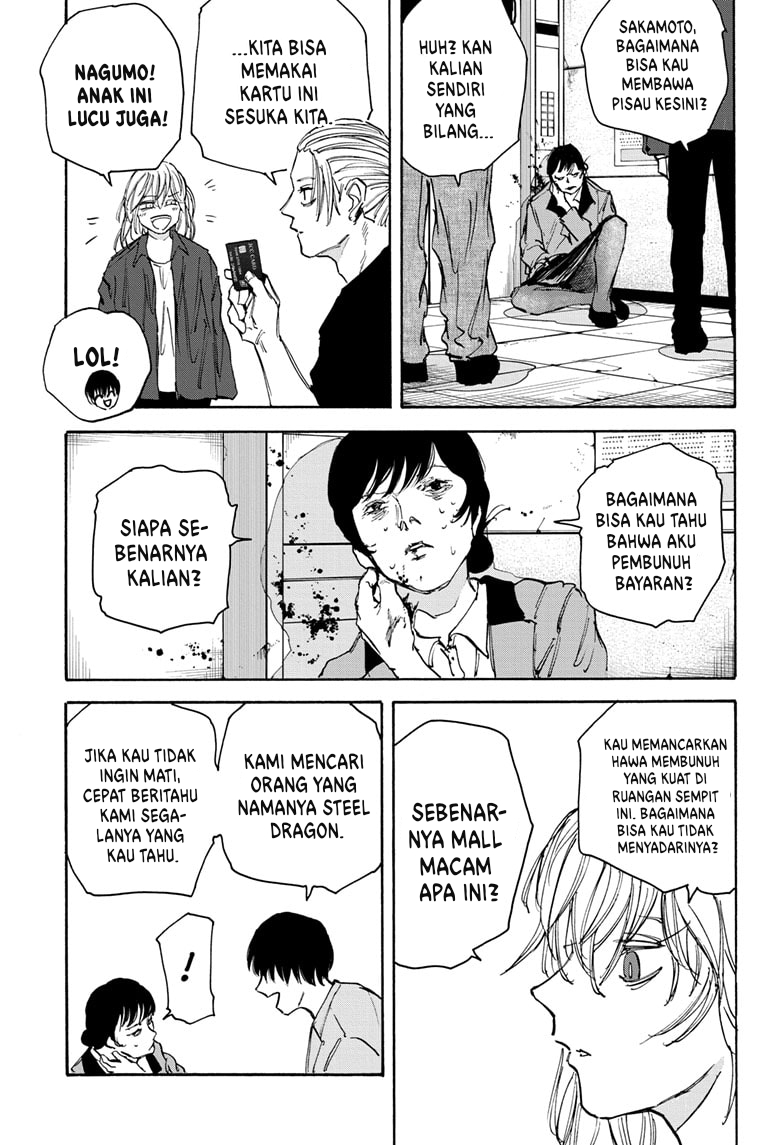 SAKAMOTO,
BAGAIMANA
BISA KAU
MEMBAWA
PISAU KESINI?
HUH? KAN
KALIAN
SENDIRI
YANG
BILANG...
...KITA BISA
MEMAKAI
KARTU INI
SESUKA KITA.
NAGUMO!
ANAK INI
LUCU JUGA!
JCC CARD
LOL!
BAGAIMANA
BISA KAU TAHU
BAHWA AKU
PEMBUNUH
BAYARAN?
SIAPA SE-
BENARNYA
KALIAN?
KAU MEMANCARKAN
HAWA MEMBUNUH
YANG KUAT DI
RUANGAN SEMPIT
INI. BAGAIMANA
BISA KAU TIDAK
MENYADARINYA?
SEBENAR-
NYA MALL
MACAM
APA INI?
KAMI MENCARI
ORANG YANG
NAMANYA STEEL
DRAGON.
JIKA KAU TIDAK
INGIN MATI,
CEPAT BERITAHU
KAMI SEGA-
LANYA YANG
KAU TAHU.
!